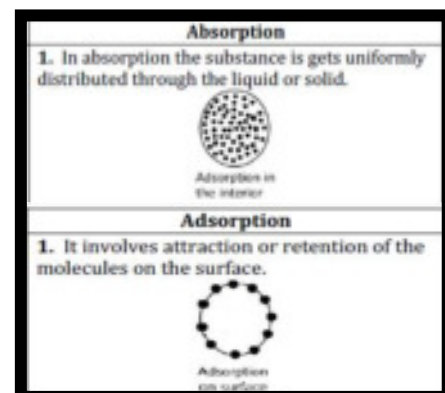 Absorption
1. In absorption the substance is gets uniformly
distributed through the liquid or solid.
Adsorption in
the interior
Adsorption
1. It involves attraction or retention of the
molecules on the surface.
Adsorption
on surface